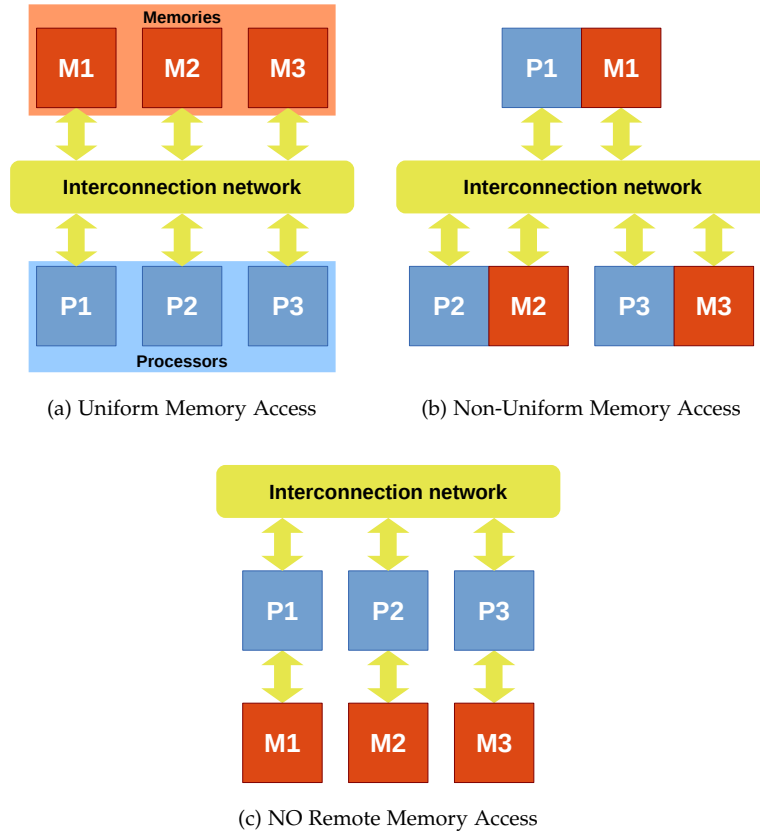 Memories
M1 M2 M3
Interconnection network
P1 P2 P3
Processors
(a) Uniform Memory Access
P1 M1
Interconnection network
P2 M2 P3 M3
(b) Non-Uniform Memory Access
Interconnection network
P1 P2 P3
M1 M2 M3
(c) NO Remote Memory Access